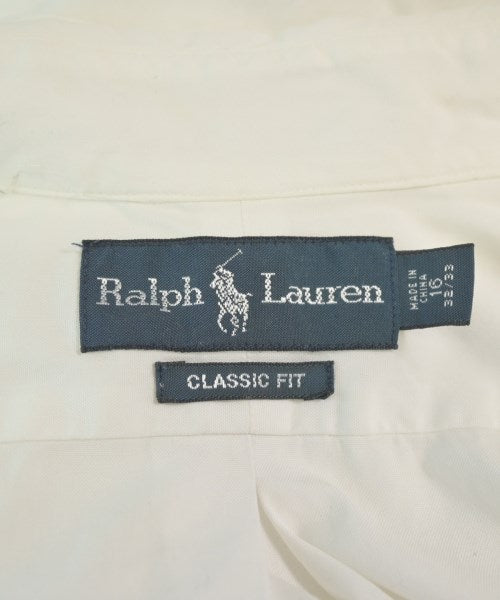 Ralph Lauren
MADE IN
CHINA
16
32/33
CLASSIC FIT